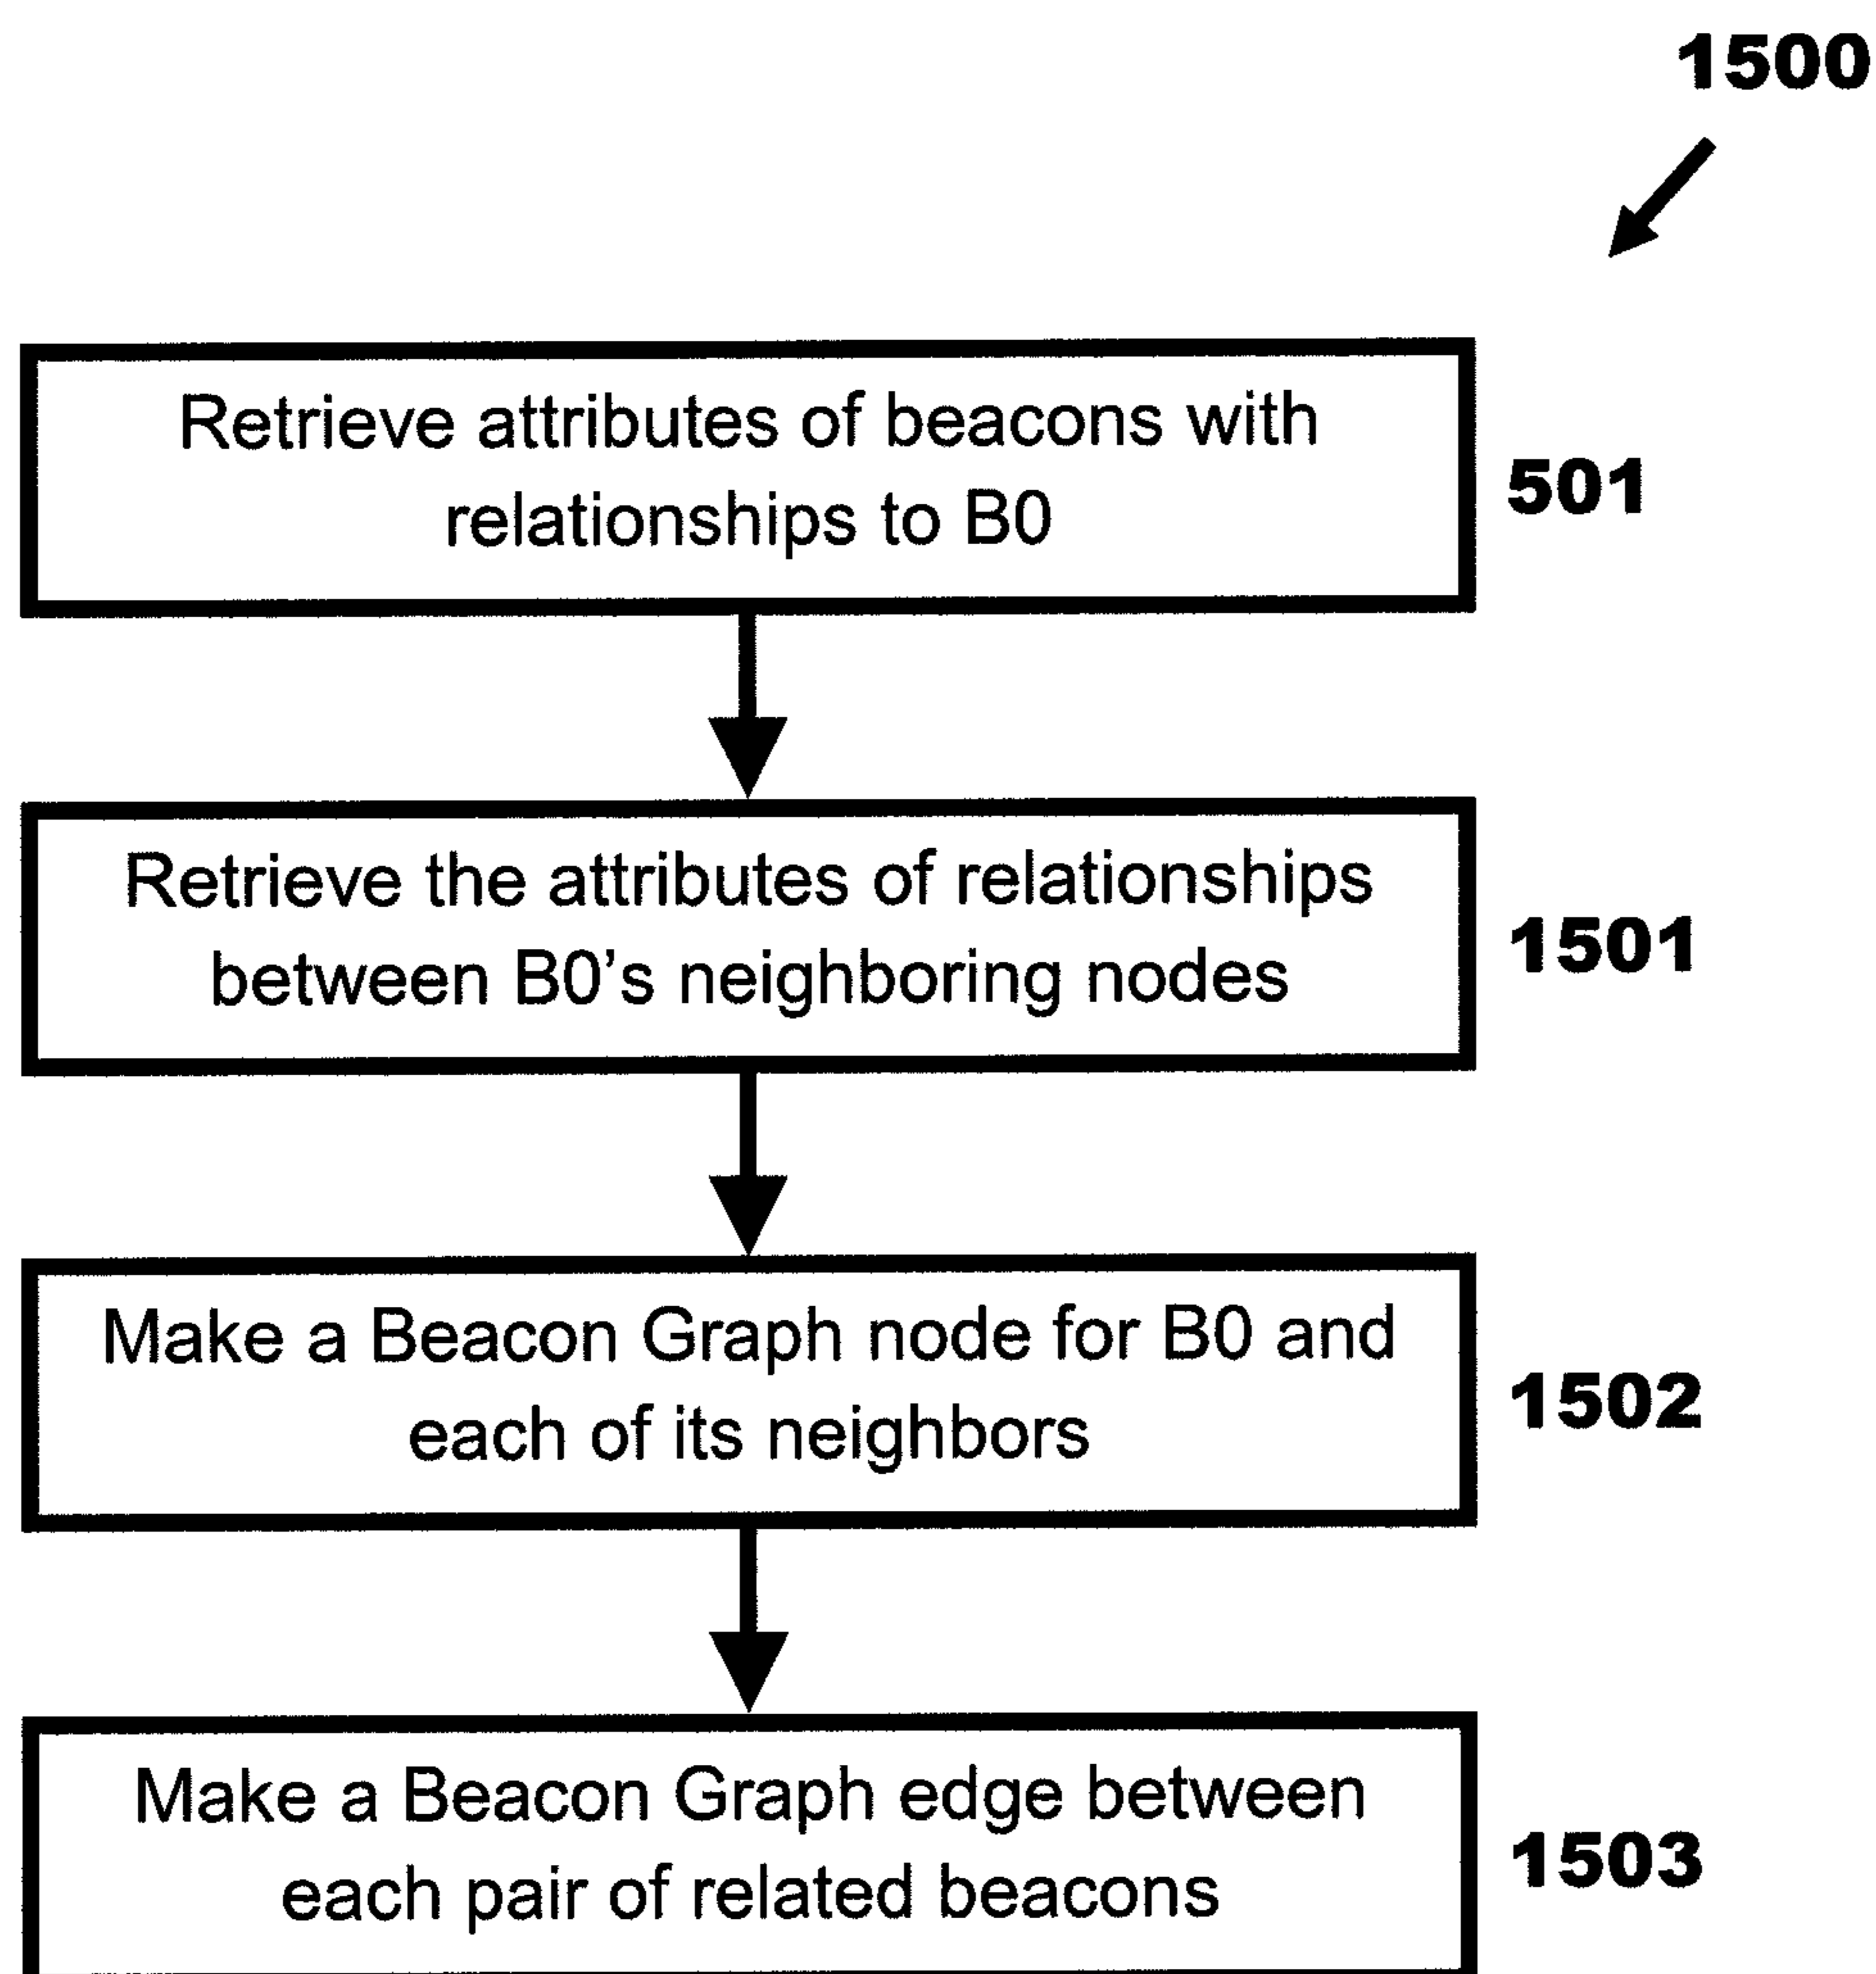 1500
Retrieve attributes of beacons with
relationships to B0
501
Retrieve the attributes of relationships
between B0's neighboring nodes
1501
Make a Beacon Graph node for B0 and
each of its neighbors
1502
Make a Beacon Graph edge between
each pair of related beacons
1503